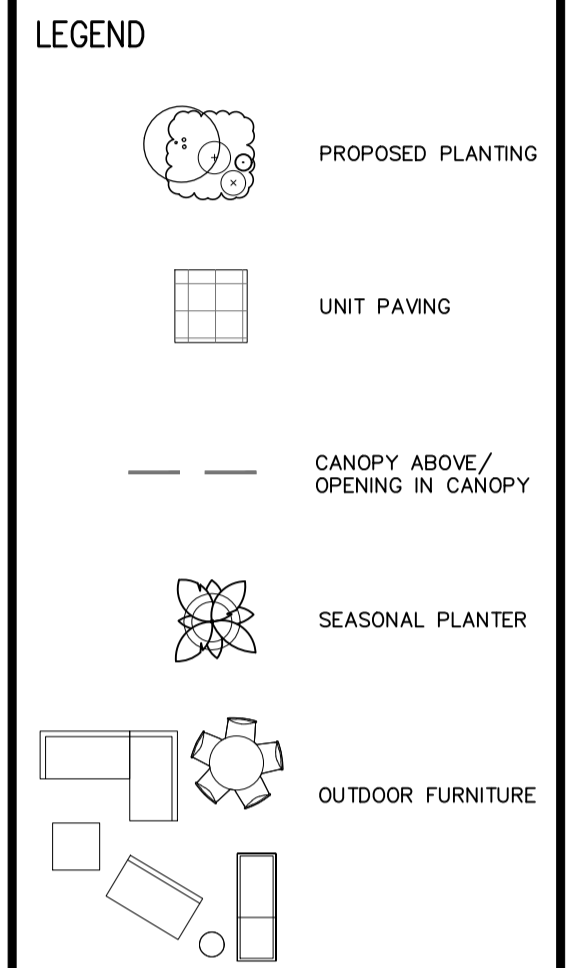 LEGEND
PROPOSED PLANTING
UNIT PAVING
CANOPY ABOVE/
OPENING IN CANOPY
SEASONAL PLANTER
OUTDOOR FURNITURE